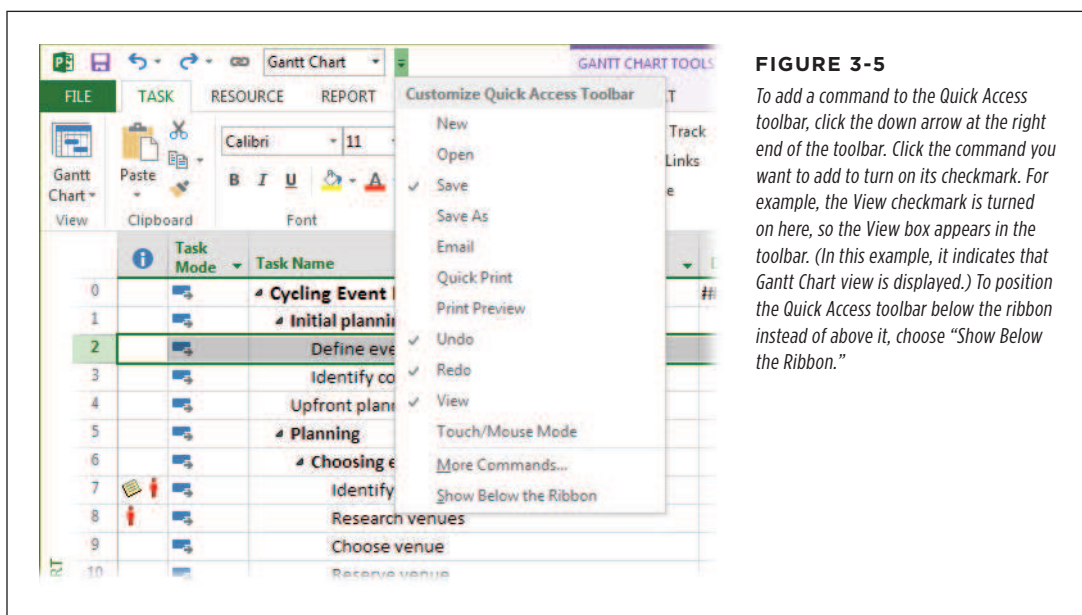 Gantt Chart
GANTT CHART TOOLS
FILE TASK RESOURCE REPORT
Customize Quick Access Toolbar
New
Open
Save
Save As
Email
Quick Print
Print Preview
Undo
Redo
View
Touch/Mouse Mode
More Commands...
Show Below the Ribbon
Gantt
Chart
View
Paste
Clipboard
Calibri 11
B I U A
Font
Track
Links
Task
Mode
Task Name
0 Cycling Event
1 Initial planni
2 Define eve
3 Identify co
4 Upfront plan
5 Planning
6 Choosing e
7 Identify
8 Research venues
9 Choose venue
10 Reserve venue
FIGURE 3-5
To add a command to the Quick Access
toolbar, click the down arrow at the right
end of the toolbar. Click the command you
want to add to turn on its checkmark. For
example, the View checkmark is turned
on here, so the View box appears in the
toolbar. (In this example, it indicates that
Gantt Chart view is displayed.) To position
the Quick Access toolbar below the ribbon
instead of above it, choose “Show Below
the Ribbon.”